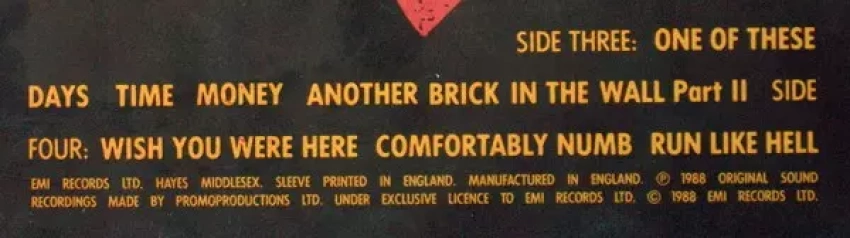 SIDE THREE: ONE OF THESE
DAYS TIME MONEY ANOTHER BRICK IN THE WALL Part II SIDE
FOUR: WISH YOU WERE HERE COMFORTABLY NUMB RUN LIKE HELL
EMI RECORDS LTD. HAYES MIDDLESEX. SLEEVE PRINTED IN ENGLAND. MANUFACTURED IN ENGLAND. ℗ 1988 ORIGINAL SOUND
RECORDINGS MADE BY PROMOPRODUCTIONS LTD. UNDER EXCLUSIVE LICENCE TO EMI RECORDS LTD. © 1988 EMI RECORDS LTD.